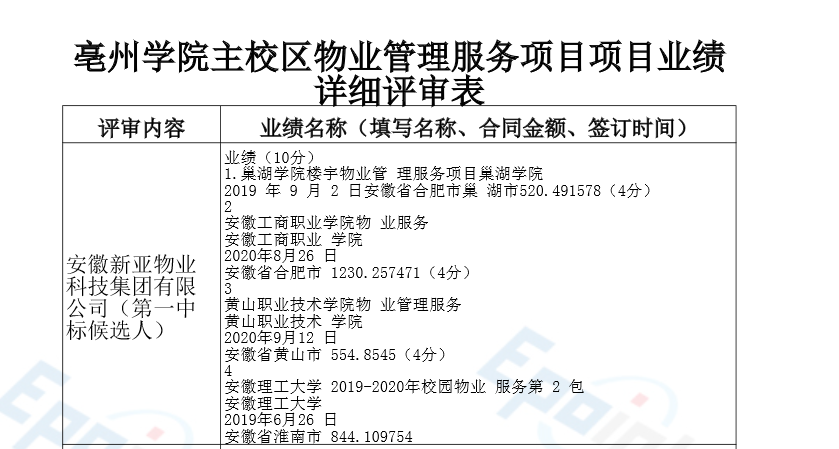 亳州学院主校区物业管理服务项目项目业绩
详细评审表
评审内容
业绩名称（填写名称、合同金额、签订时间）
安徽新亚物业
科技集团有限
公司（第一中
标候选人）
业绩（10分）
1.巢湖学院楼宇物业管 理服务项目巢湖学院
2019 年 9 月 2 日安徽省合肥市巢 湖市520.491578（4分）
2
安徽工商职业学院物 业服务
安徽工商职业 学院
2020年8月26 日
安徽省合肥市 1230.257471（4分）
3
黄山职业技术学院物 业管理服务
黄山职业技术 学院
2020年9月12 日
安徽省黄山市 554.8545（4分）
4
安徽理工大学 2019-2020年校园物业 服务第 2 包
安徽理工大学
2019年6月26 日
安徽省淮南市 844.109754